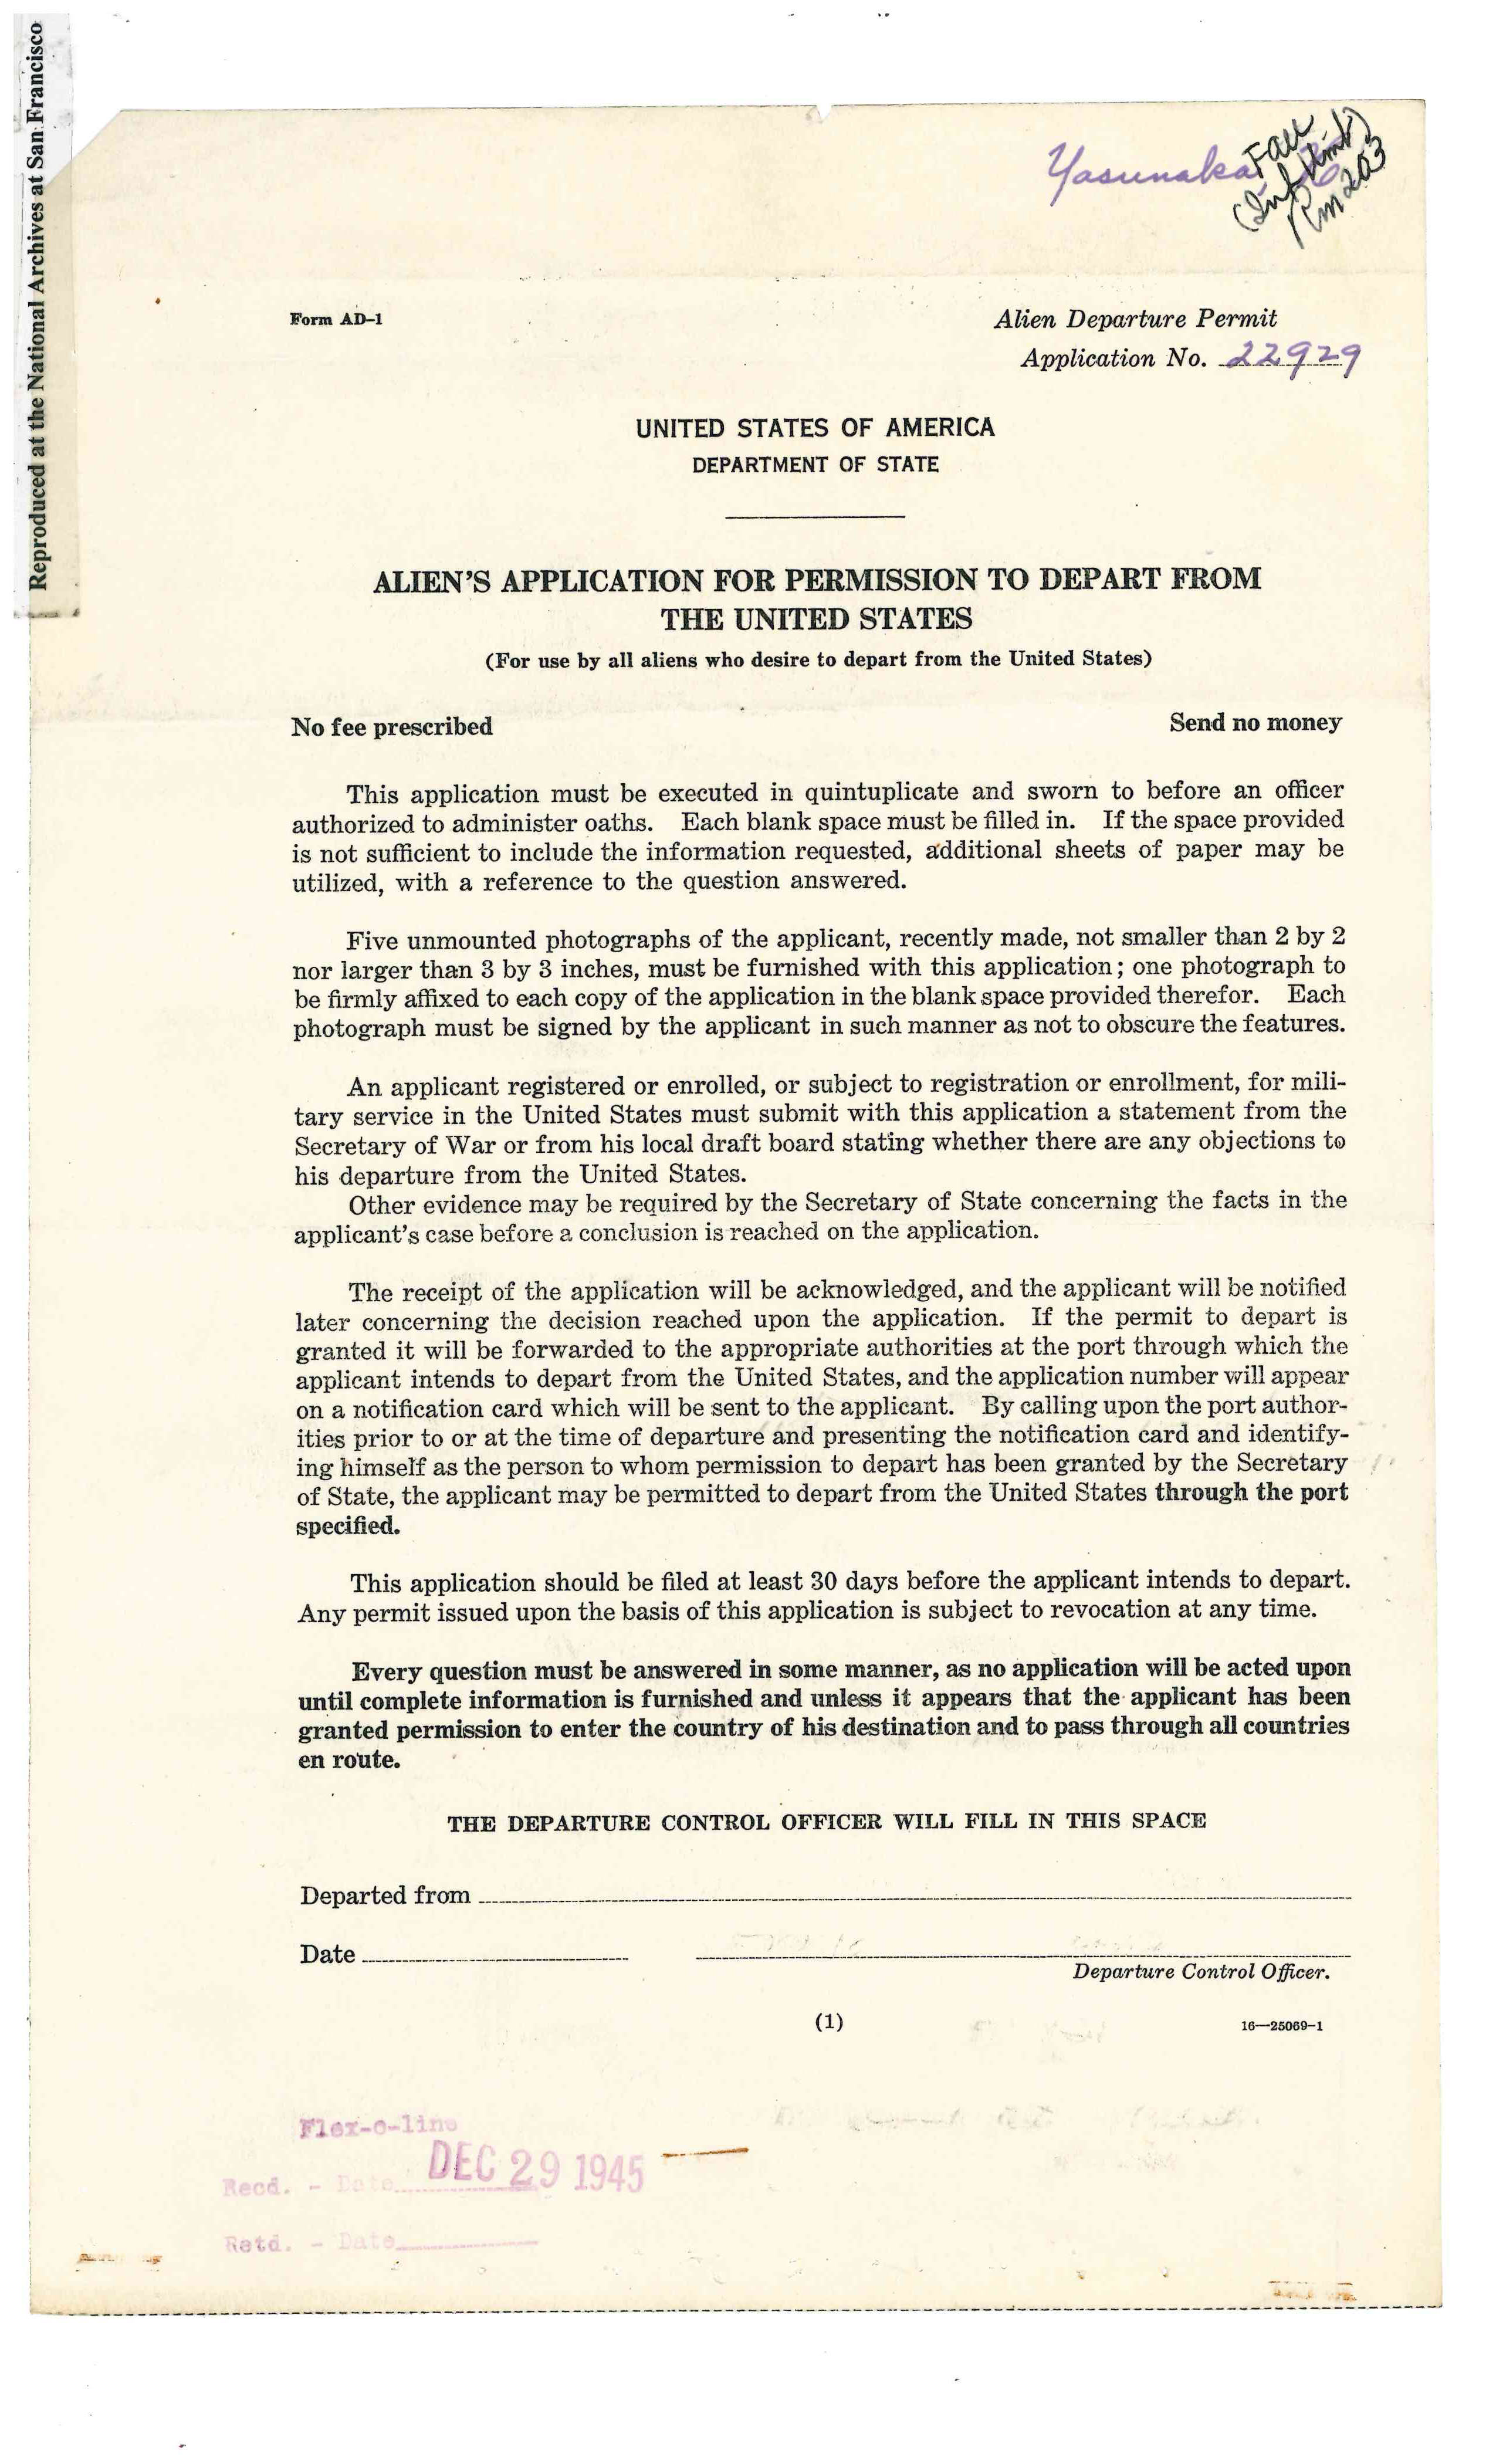 Reproduced at the National Archives at San Francisco
Yasunaka,
Rm 203
Form AD–1
Alien Departure Permit
Application No. 22929
UNITED STATES OF AMERICA
DEPARTMENT OF STATE
ALIEN'S APPLICATION FOR PERMISSION TO DEPART FROM
THE UNITED STATES
(For use by all aliens who desire to depart from the United States)
No fee prescribed
Send no money
This application must be executed in quintuplicate and sworn to before an officer
authorized to administer oaths. Each blank space must be filled in. If the space provided
is not sufficient to include the information requested, additional sheets of paper may be
utilized, with a reference to the question answered.
Five unmounted photographs of the applicant, recently made, not smaller than 2 by 2
nor larger than 3 by 3 inches, must be furnished with this application; one photograph to
be firmly affixed to each copy of the application in the blank space provided therefor. Each
photograph must be signed by the applicant in such manner as not to obscure the features.
An applicant registered or enrolled, or subject to registration or enrollment, for mili-
tary service in the United States must submit with this application a statement from the
Secretary of War or from his local draft board stating whether there are any objections to
his departure from the United States.
Other evidence may be required by the Secretary of State concerning the facts in the
applicant's case before a conclusion is reached on the application.
The receipt of the application will be acknowledged, and the applicant will be notified
later concerning the decision reached upon the application. If the permit to depart is
granted it will be forwarded to the appropriate authorities at the port through which the
applicant intends to depart from the United States, and the application number will appear
on a notification card which will be sent to the applicant. By calling upon the port author-
ities prior to or at the time of departure and presenting the notification card and identify-
ing himself as the person to whom permission to depart has been granted by the Secretary
of State, the applicant may be permitted to depart from the United States through the port
specified.
This application should be filed at least 30 days before the applicant intends to depart.
Any permit issued upon the basis of this application is subject to revocation at any time.
Every question must be answered in some manner, as no application will be acted upon
until complete information is furnished and unless it appears that the applicant has been
granted permission to enter the country of his destination and to pass through all countries
en route.
THE DEPARTURE CONTROL OFFICER WILL FILL IN THIS SPACE
Departed from
Date
Departure Control Officer.
(1)
16—25069–1
Flex-o-line
Recd. - Date DEC 29 1945
Retd. - Date